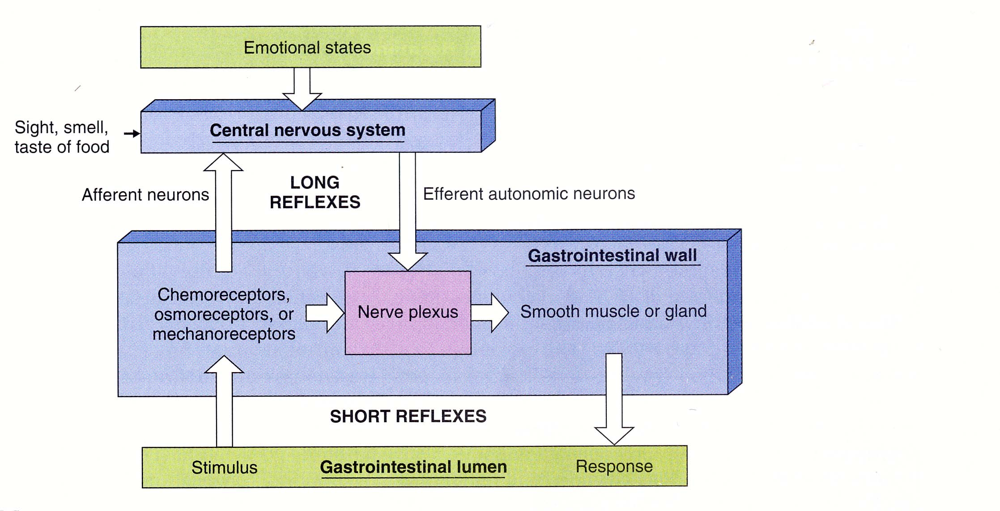 Emotional states
Sight, smell,
taste of food
Central nervous system
Afferent neurons
LONG
REFLEXES
Efferent autonomic neurons
Gastrointestinal wall
Chemoreceptors,
osmoreceptors, or
mechanoreceptors
Nerve plexus
Smooth muscle or gland
SHORT REFLEXES
Stimulus
Gastrointestinal lumen
Response